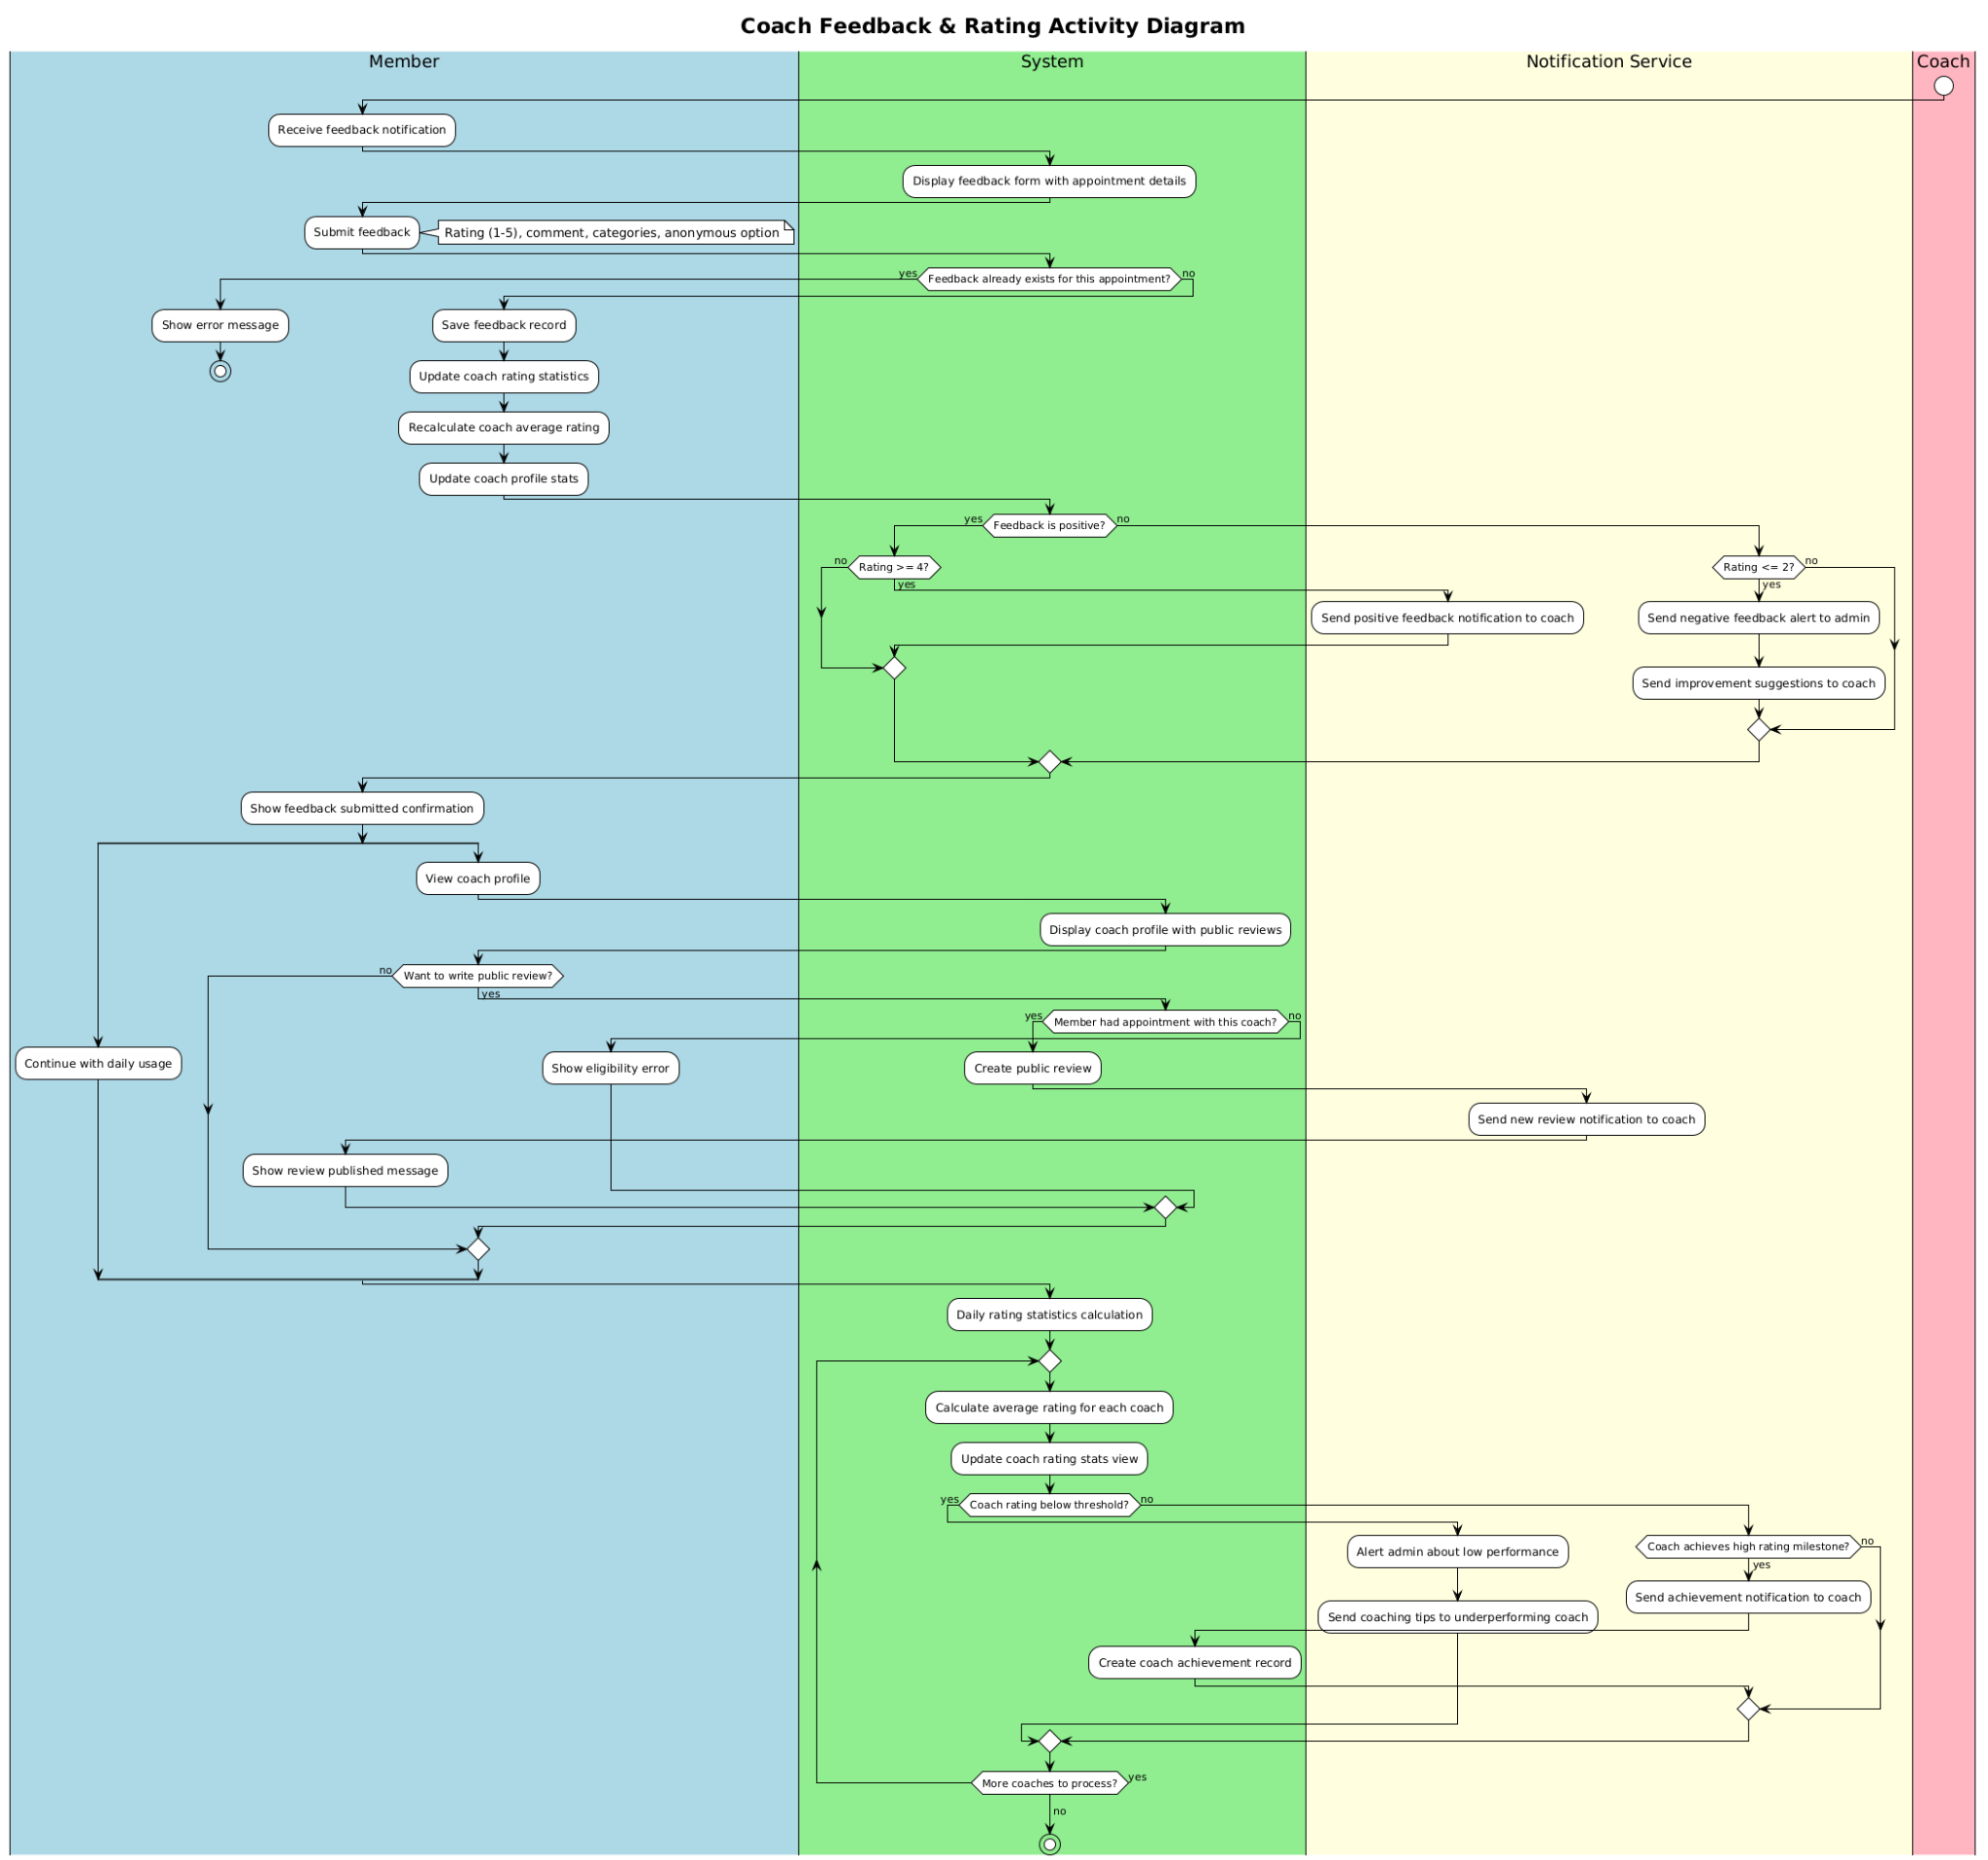 Coach Feedback & Rating Activity Diagram
Member
System
Notification Service
Coach
Receive feedback notification
Display feedback form with appointment details
Submit feedback
Rating (1-5), comment, categories, anonymous option
yes
Feedback already exists for this appointment?
no
Show error message
Save feedback record
Update coach rating statistics
Recalculate coach average rating
Update coach profile stats
yes
Feedback is positive?
no
no
Rating >= 4?
yes
Rating <= 2?
no
yes
Send positive feedback notification to coach
Send negative feedback alert to admin
Send improvement suggestions to coach
Show feedback submitted confirmation
View coach profile
Display coach profile with public reviews
no
Want to write public review?
yes
yes
Member had appointment with this coach?
no
Continue with daily usage
Show eligibility error
Create public review
Send new review notification to coach
Show review published message
Daily rating statistics calculation
Calculate average rating for each coach
Update coach rating stats view
yes
Coach rating below threshold?
no
Alert admin about low performance
Coach achieves high rating milestone?
no
yes
Send achievement notification to coach
Send coaching tips to underperforming coach
Create coach achievement record
More coaches to process?
yes
no